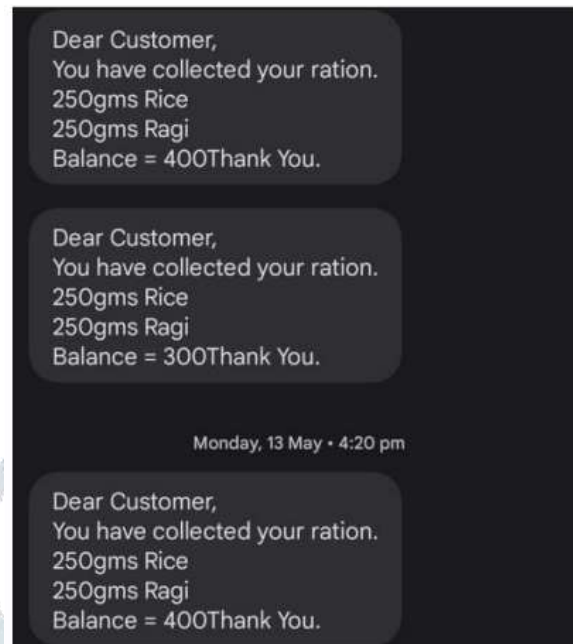 Dear Customer,
You have collected your ration.
250gms Rice
250gms Ragi
Balance = 400Thank You.
Dear Customer,
You have collected your ration.
250gms Rice
250gms Ragi
Balance = 300Thank You.
Monday, 13 May • 4:20 pm
Dear Customer,
You have collected your ration.
250gms Rice
250gms Ragi
Balance = 400Thank You.